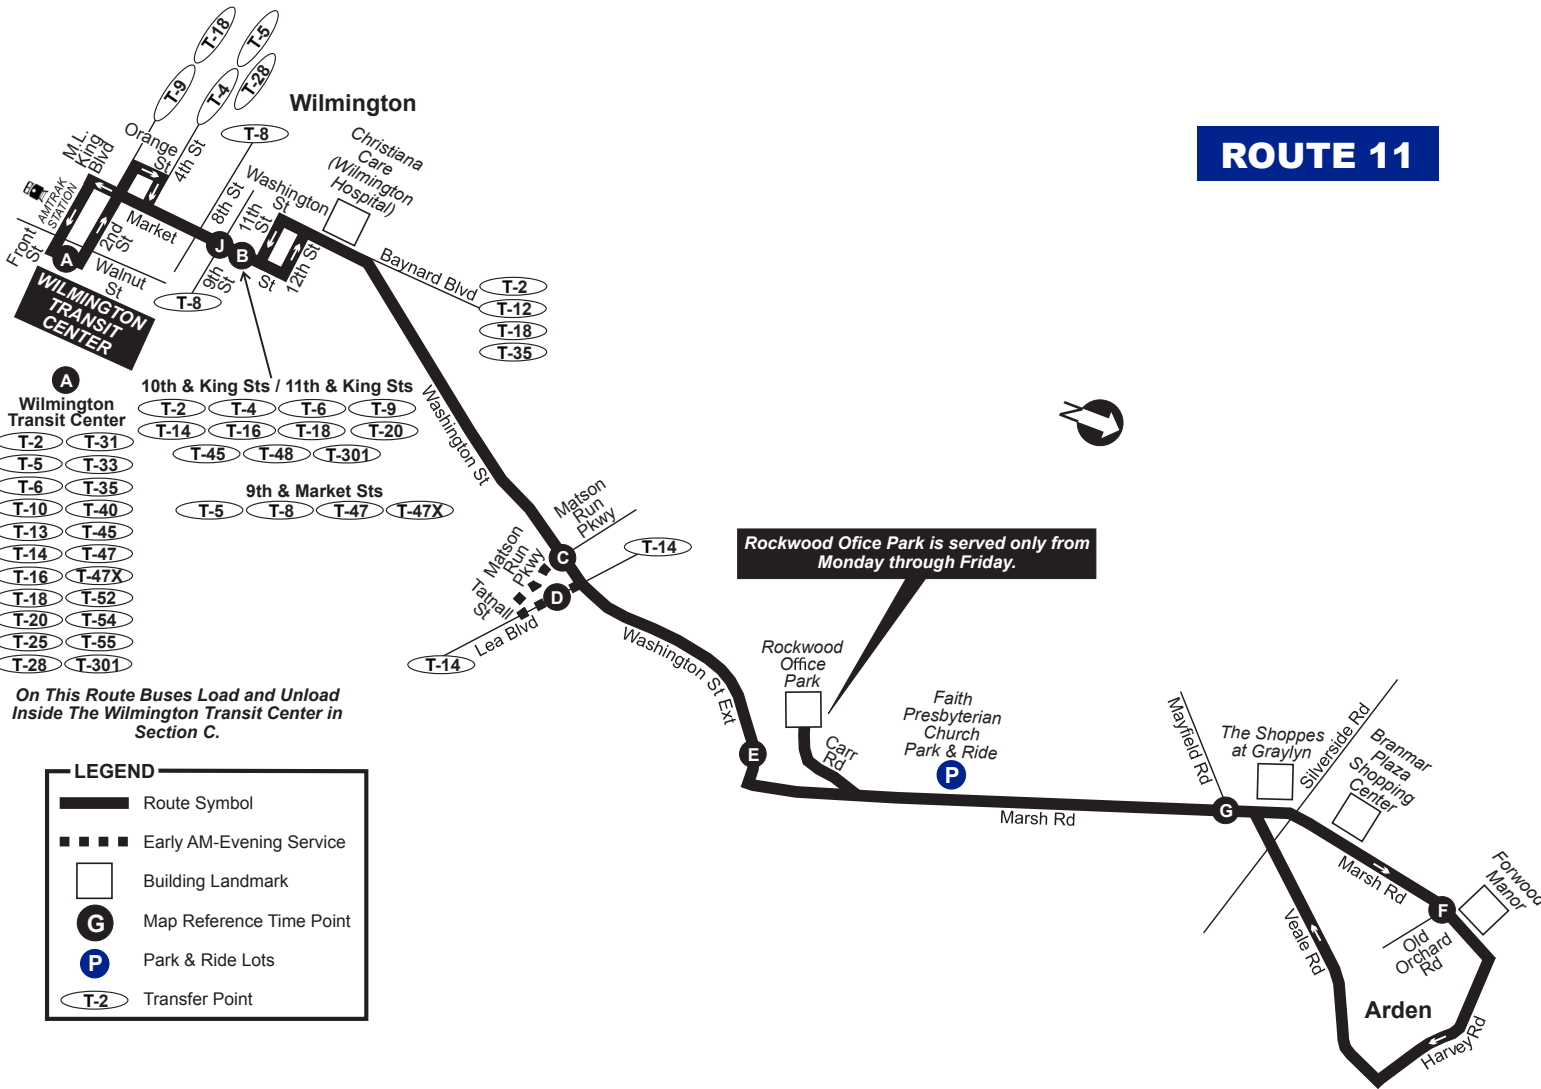 ROUTE 11
T-18
T-5
T-9
T-4
T-28
Wilmington
T-8
M.L.
King
Blvd
Orange
St
4th St
8th St
Washington
St
11th
St
Christiana
Care
(Wilmington
Hospital)
AMTRAK
STATION
Front
St
2nd
St
Market
St
J
B
9th
St
12th St
Baynard Blvd
A
Walnut
St
T-8
WILMINGTON
TRANSIT
CENTER
T-2
T-12
T-18
T-35
A
Wilmington
Transit Center
T-2 T-31
T-5 T-33
T-6 T-35
T-10 T-40
T-13 T-45
T-14 T-47
T-16 T-47X
T-18 T-52
T-20 T-54
T-25 T-55
T-28 T-301
10th & King Sts / 11th & King Sts
T-2 T-4 T-6 T-9
T-14 T-16 T-18 T-20
T-45 T-48 T-301
9th & Market Sts
T-5 T-8 T-47 T-47X
On This Route Buses Load and Unload
Inside The Wilmington Transit Center in
Section C.
Washington St
N
Matson
Run
Pkwy
C
Matson
Run
Pkwy
T-14
D
Tatnall
St
Lea Blvd
T-14
Washington St Ext
E
Rockwood Ofice Park is served only from
Monday through Friday.
Rockwood
Office
Park
Carr
Rd
Faith
Presbyterian
Church
Park & Ride
P
Marsh Rd
Mayfield Rd
G
The Shoppes
at Graylyn
Silverside Rd
Branmar
Plaza
Shopping
Center
Marsh Rd
F
Forwood
Manor
Old
Orchard
Rd
Veale Rd
Arden
Harvey Rd
LEGEND
Route Symbol
Early AM-Evening Service
Building Landmark
G Map Reference Time Point
P Park & Ride Lots
T-2 Transfer Point